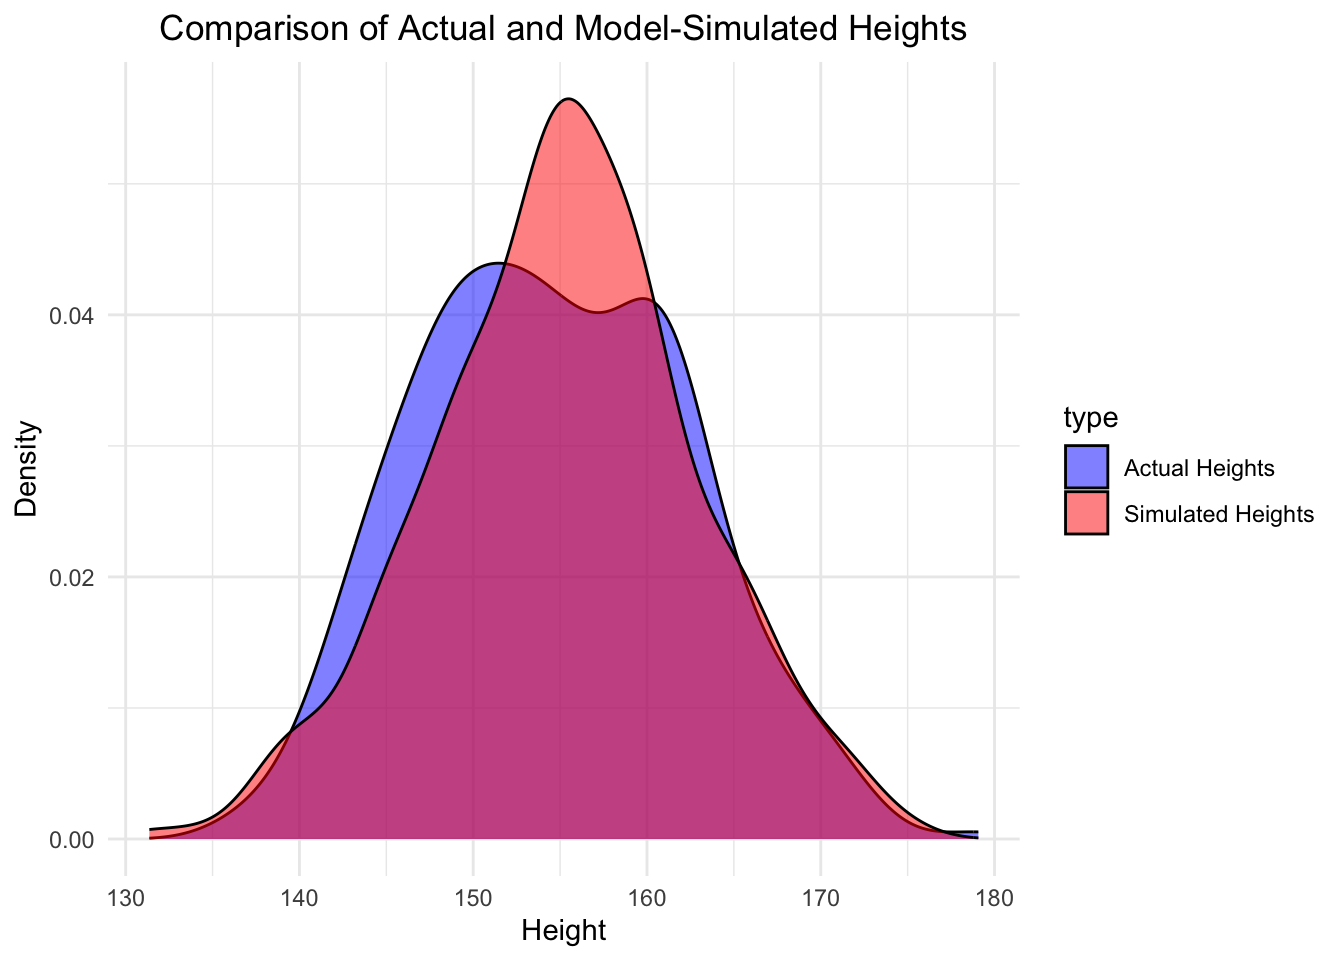 Comparison of Actual and Model-Simulated Heights
0.04
0.02
0.00
Density
130 140 150 160 170 180
Height
type
Actual Heights
Simulated Heights